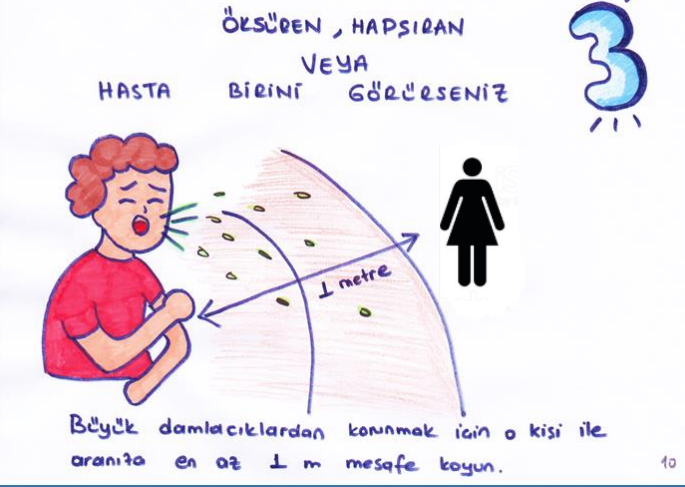 ÖKSÜREN, HAPŞIRAN
3
VEYA
HASTA BİRİNİ GÖRÜRSENİZ
1 metre
Büyük damlacıklardan korunmak için o kişi ile
aranıza en az 1 m mesafe koyun.
10